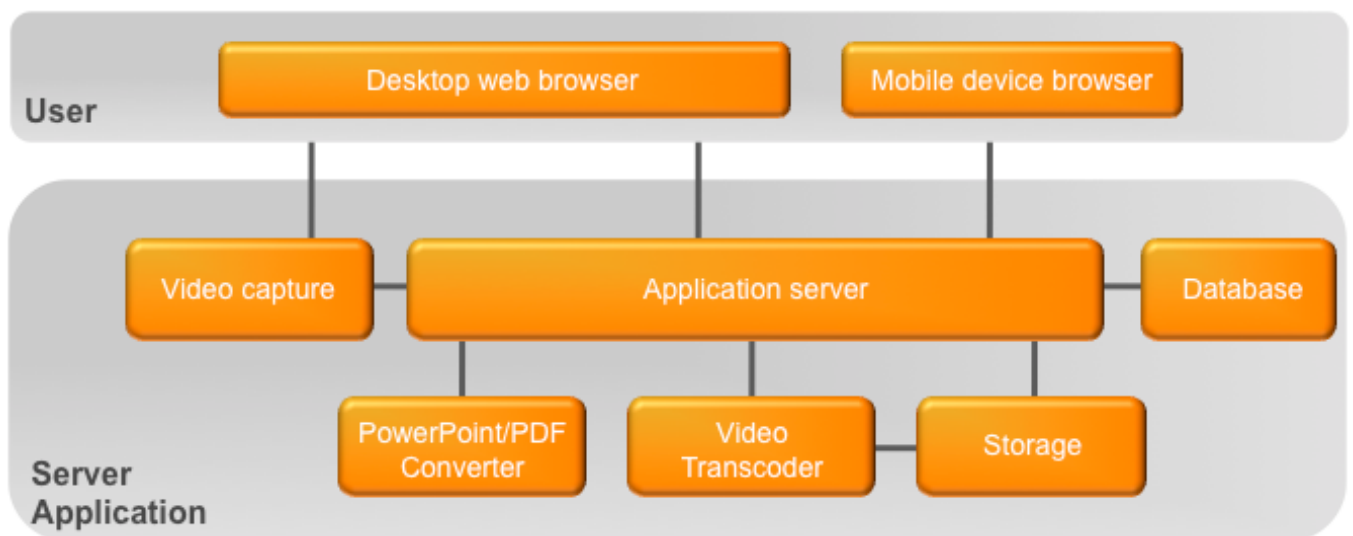 Desktop web browser
Mobile device browser
User
Video capture
Application server
Database
PowerPoint/PDF
Converter
Video
Transcoder
Storage
Server
Application